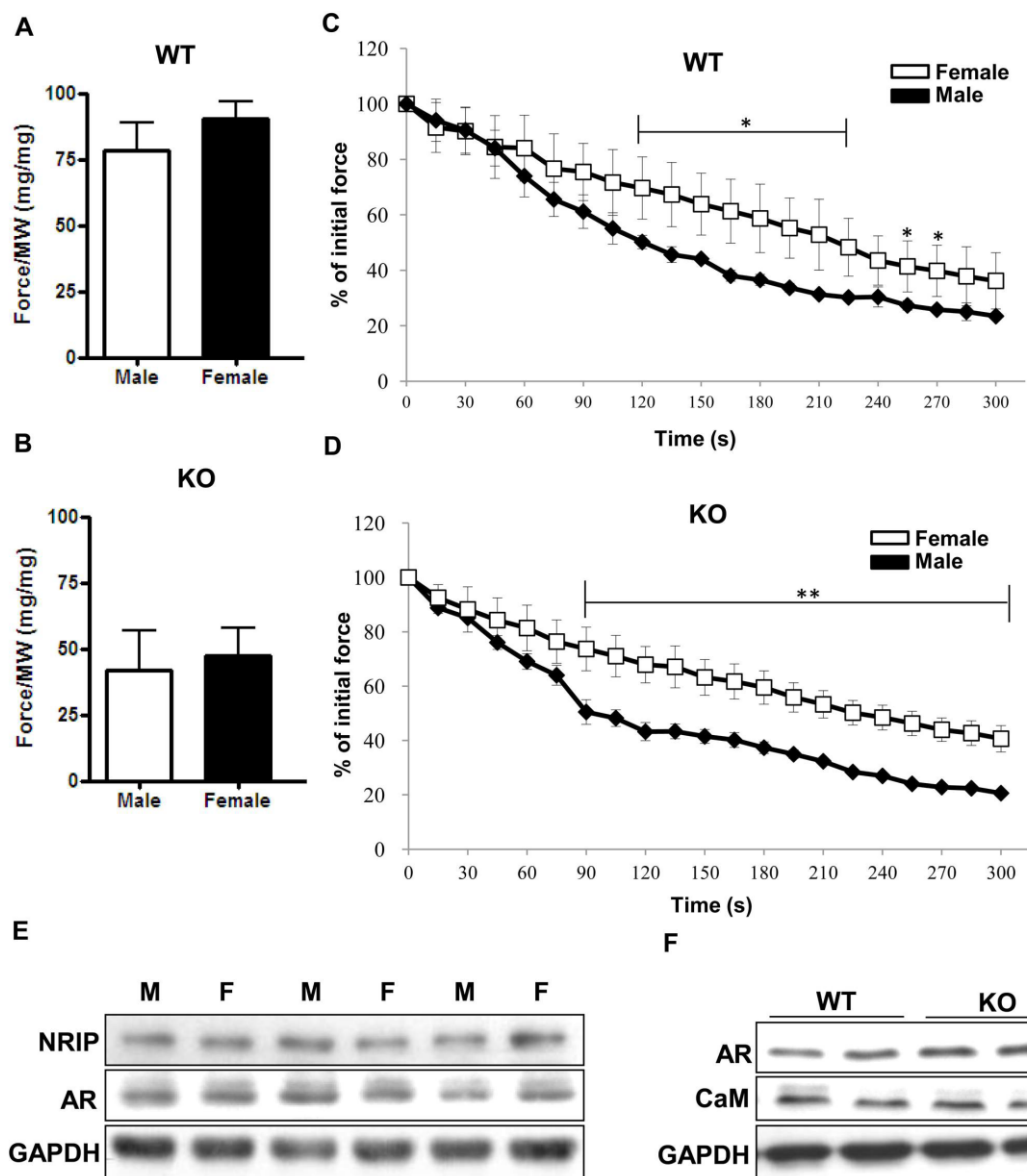 A
WT
Force/MW (mg/mg)
100
75
50
25
0
Male
Female
B
KO
Force/MW (mg/mg)
100
75
50
25
0
Male
Female
C
WT
Female
Male
% of initial force
120
100
80
60
40
20
0
*
* *
0 30 60 90 120 150 180 210 240 270 300
Time (s)
D
KO
Female
Male
% of initial force
120
100
80
60
40
20
0
**
0 30 60 90 120 150 180 210 240 270 300
Time (s)
E
M F M F M F
NRIP
AR
GAPDH
F
WT KO
AR
CaM
GAPDH